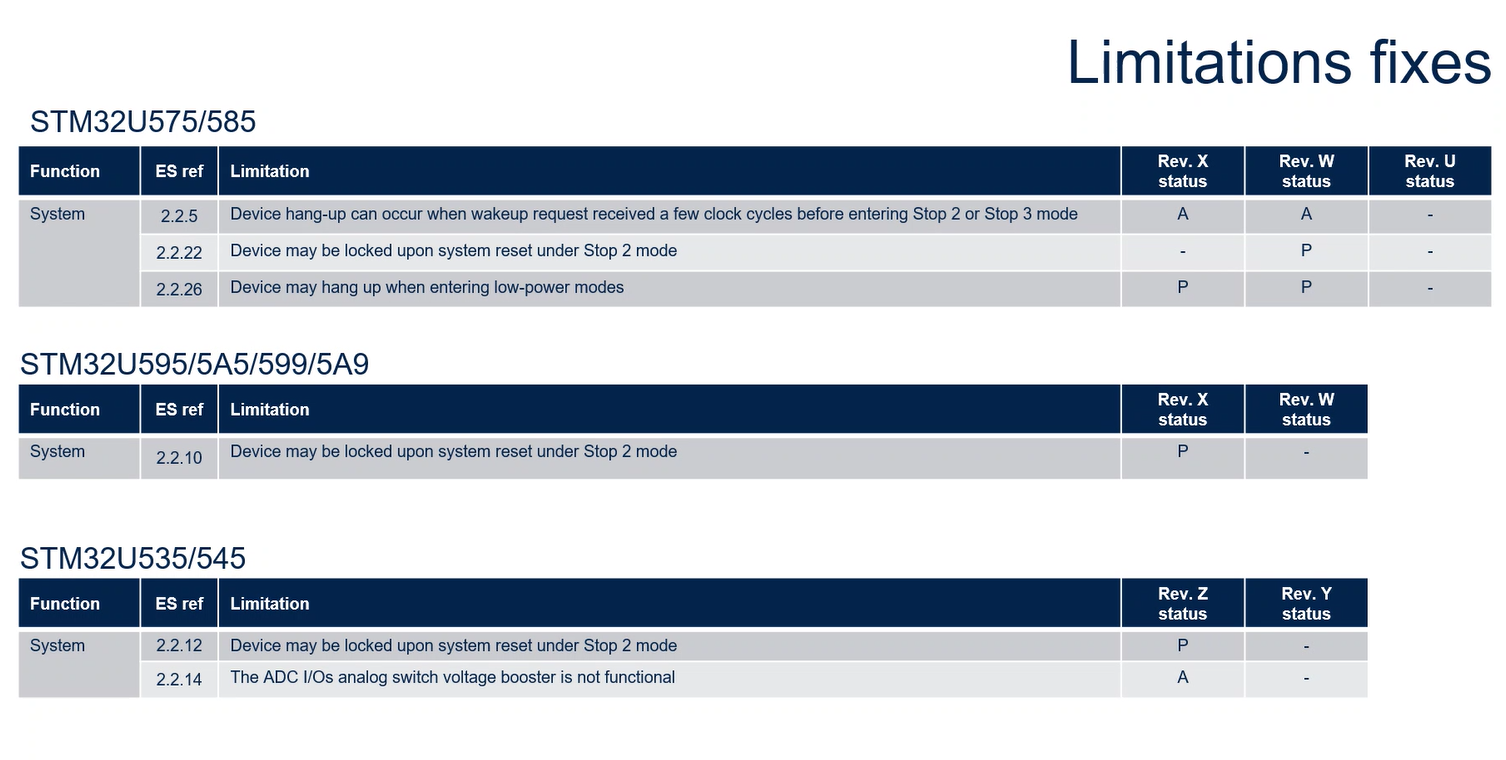 Limitations fixes
STM32U575/585
Function ES ref Limitation Rev. X status Rev. W status Rev. U status
System 2.2.5 Device hang-up can occur when wakeup request received a few clock cycles before entering Stop 2 or Stop 3 mode A A -
2.2.22 Device may be locked upon system reset under Stop 2 mode - P -
2.2.26 Device may hang up when entering low-power modes P P -
STM32U595/5A5/599/5A9
Function ES ref Limitation Rev. X status Rev. W status
System 2.2.10 Device may be locked upon system reset under Stop 2 mode P -
STM32U535/545
Function ES ref Limitation Rev. Z status Rev. Y status
System 2.2.12 Device may be locked upon system reset under Stop 2 mode P -
2.2.14 The ADC I/Os analog switch voltage booster is not functional A -